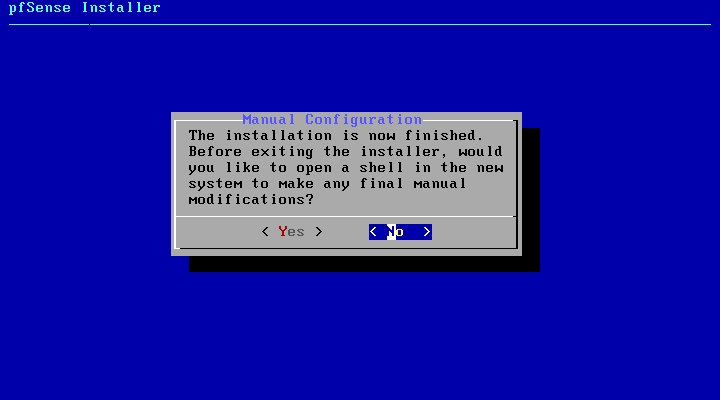 pfSense Installer
Manual Configuration
The installation is now finished.
Before exiting the installer, would
you like to open a shell in the new
system to make any final manual
modifications?
< Yes > < No >